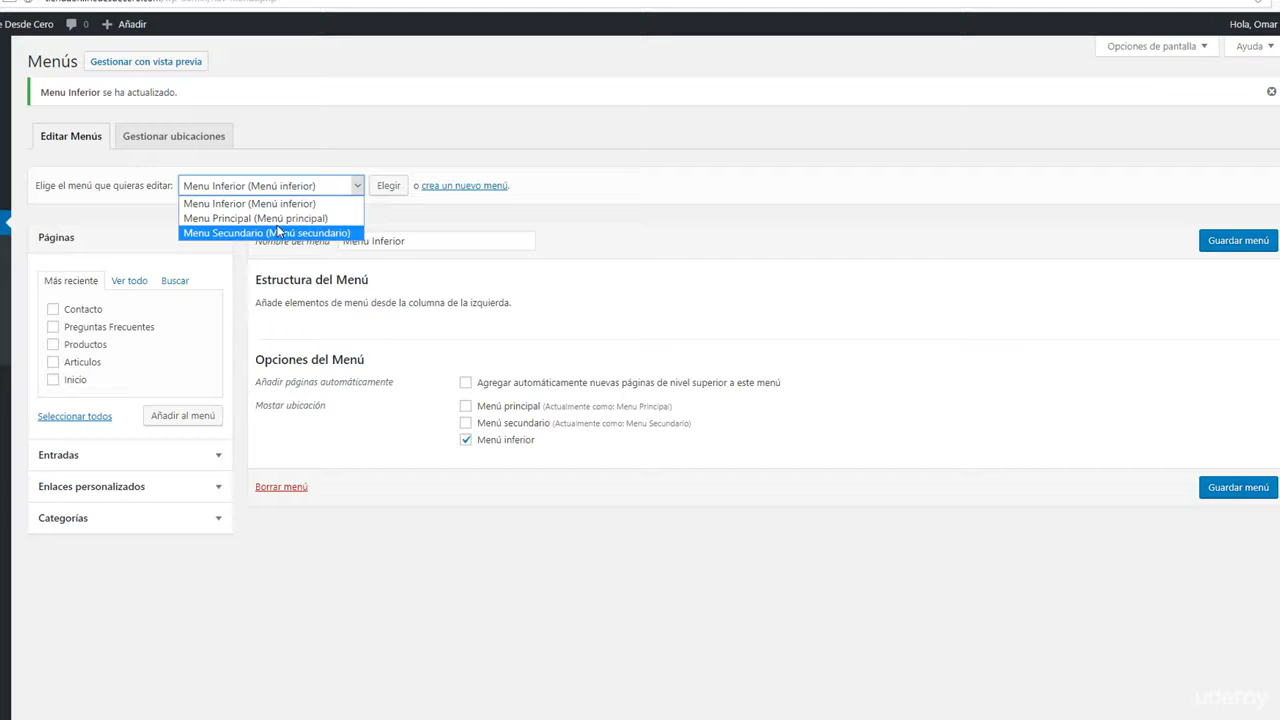 e Desde Cero 0 + Añadir Hola, Omar
Opciones de pantalla Ayuda
Menús Gestionar con vista previa
Menu Inferior se ha actualizado.
Editar Menús Gestionar ubicaciones
Elige el menú que quieras editar: Menu Inferior (Menú inferior) Elegir o crea un nuevo menú.
Menu Inferior (Menú inferior)
Menu Principal (Menú principal)
Menu Secundario (Menú secundario)
Páginas
Nombre del menú Menu Inferior Guardar menú
Más reciente Ver todo Buscar
Contacto
Preguntas Frecuentes
Productos
Articulos
Inicio
Seleccionar todos Añadir al menú
Entradas
Enlaces personalizados
Categorías
Estructura del Menú
Añade elementos de menú desde la columna de la izquierda.
Opciones del Menú
Añadir páginas automáticamente Agregar automáticamente nuevas páginas de nivel superior a este menú
Mostar ubicación Menú principal (Actualmente como: Menu Principal)
Menú secundario (Actualmente como: Menu Secundario)
Menú inferior
Borrar menú Guardar menú
udemy